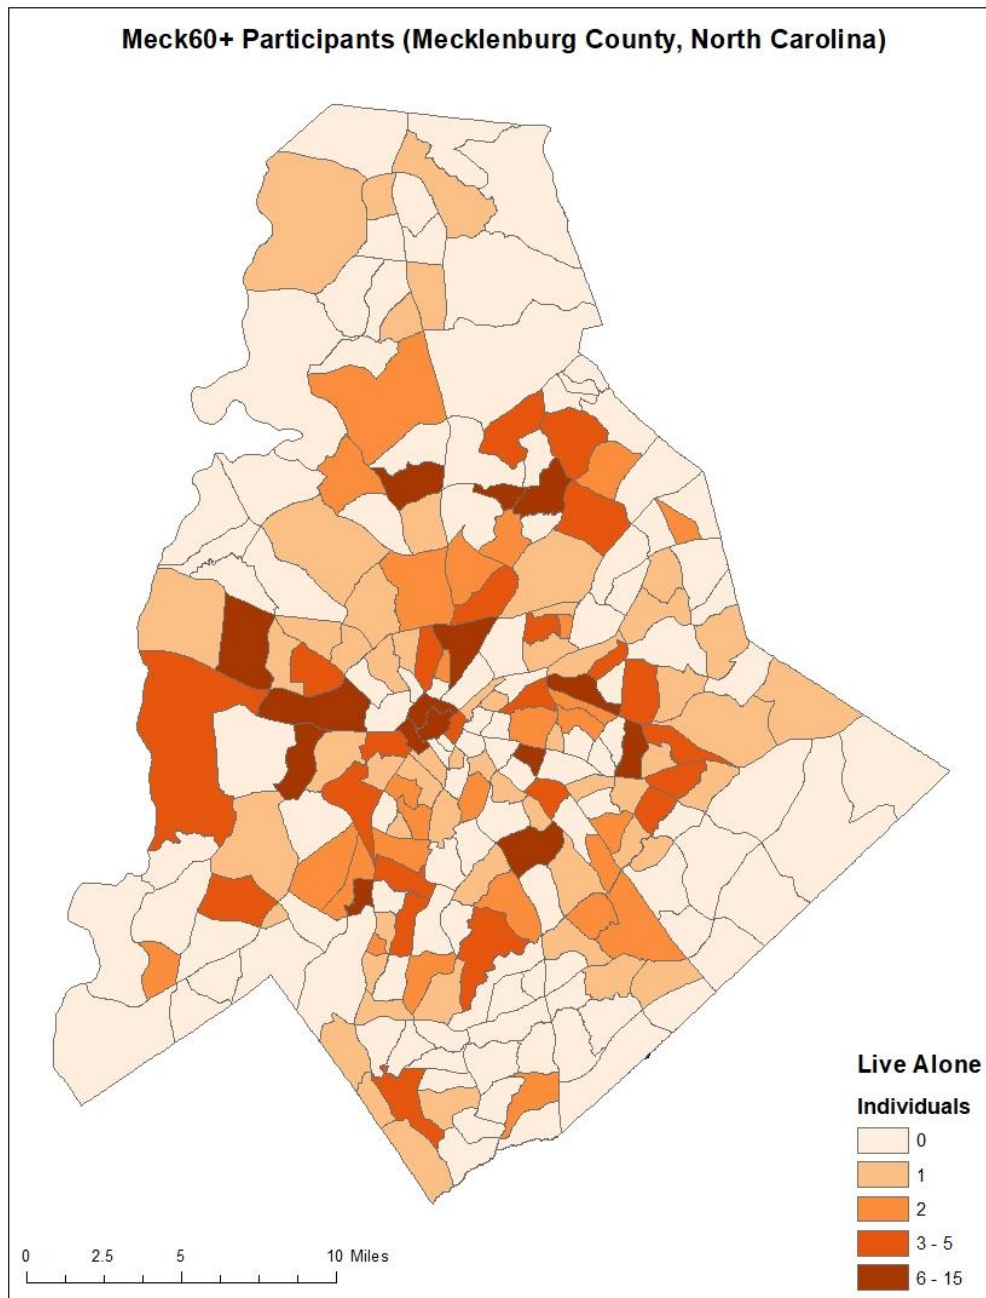 Meck60+ Participants (Mecklenburg County, North Carolina)
Live Alone
Individuals
0
1
2
3 - 5
6 - 15
0 2.5 5 10 Miles